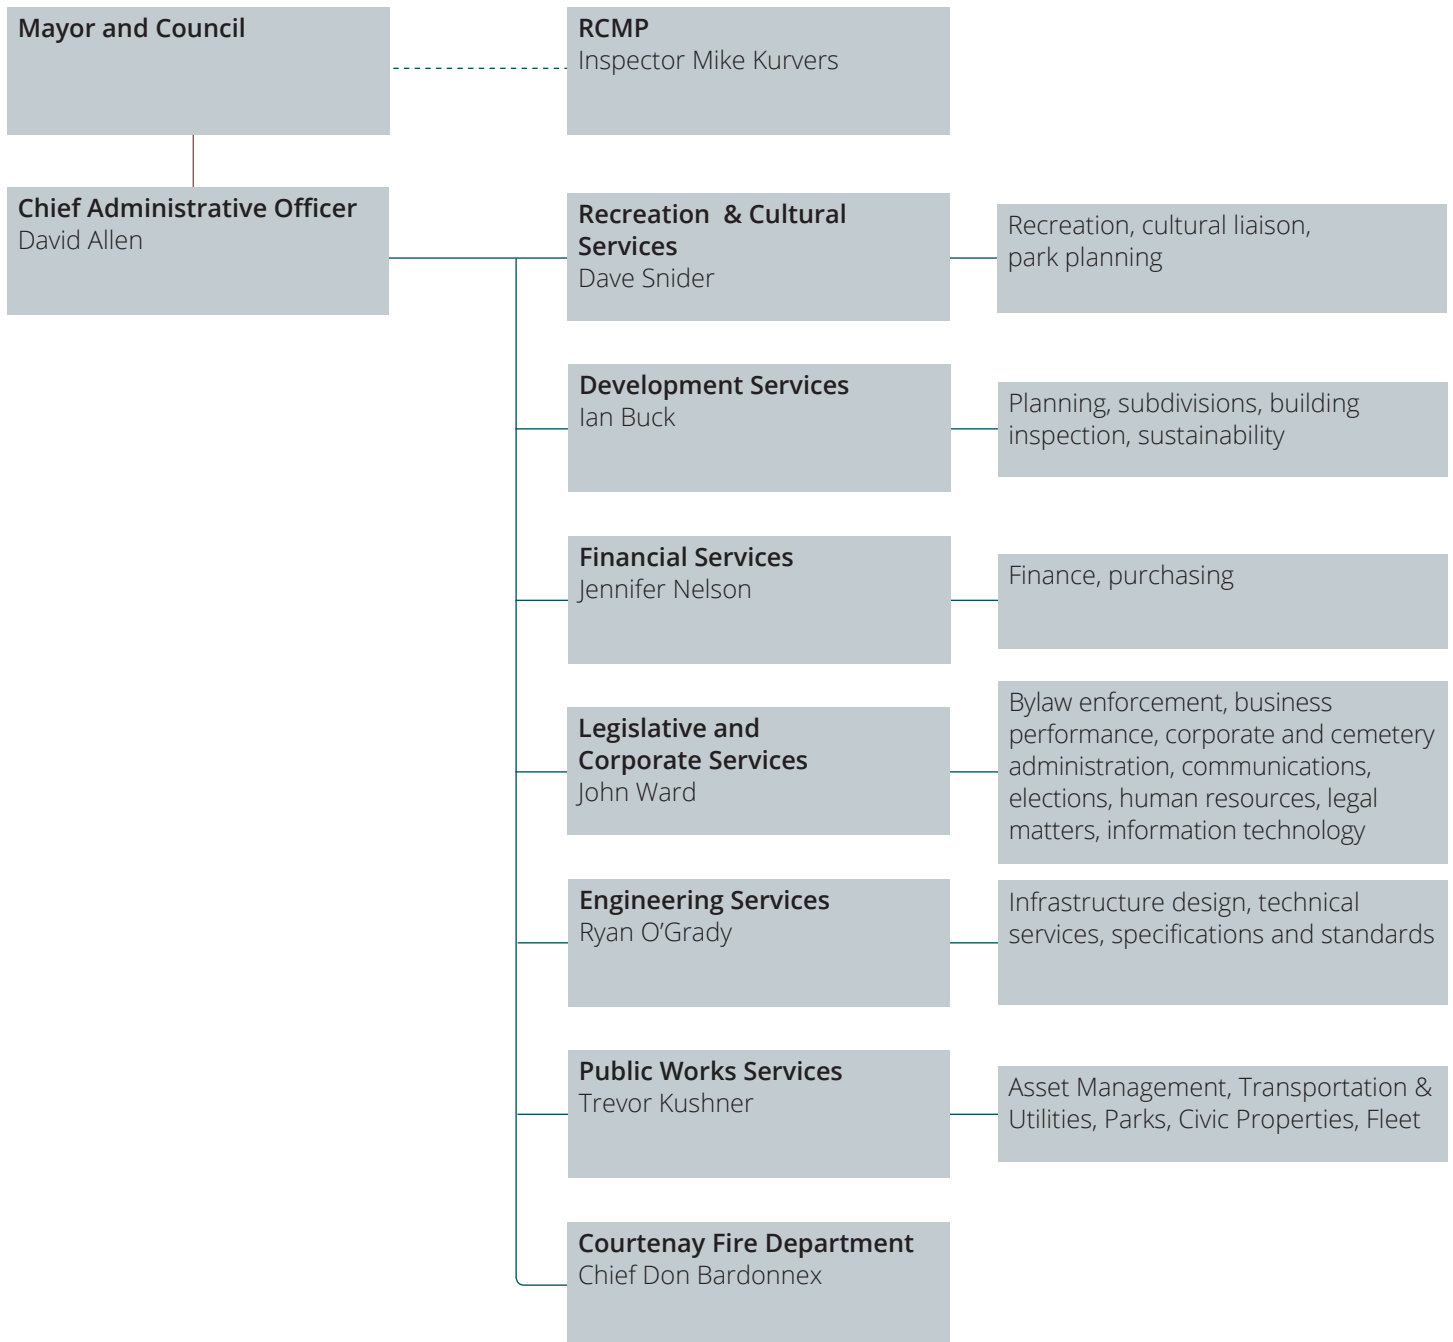 Mayor and Council
RCMP
Inspector Mike Kurvers
Chief Administrative Officer
David Allen
Recreation & Cultural
Services
Dave Snider
Recreation, cultural liaison,
park planning
Development Services
Ian Buck
Planning, subdivisions, building
inspection, sustainability
Financial Services
Jennifer Nelson
Finance, purchasing
Legislative and
Corporate Services
John Ward
Bylaw enforcement, business
performance, corporate and cemetery
administration, communications,
elections, human resources, legal
matters, information technology
Engineering Services
Ryan O’Grady
Infrastructure design, technical
services, specifications and standards
Public Works Services
Trevor Kushner
Asset Management, Transportation &
Utilities, Parks, Civic Properties, Fleet
Courtenay Fire Department
Chief Don Bardonnex